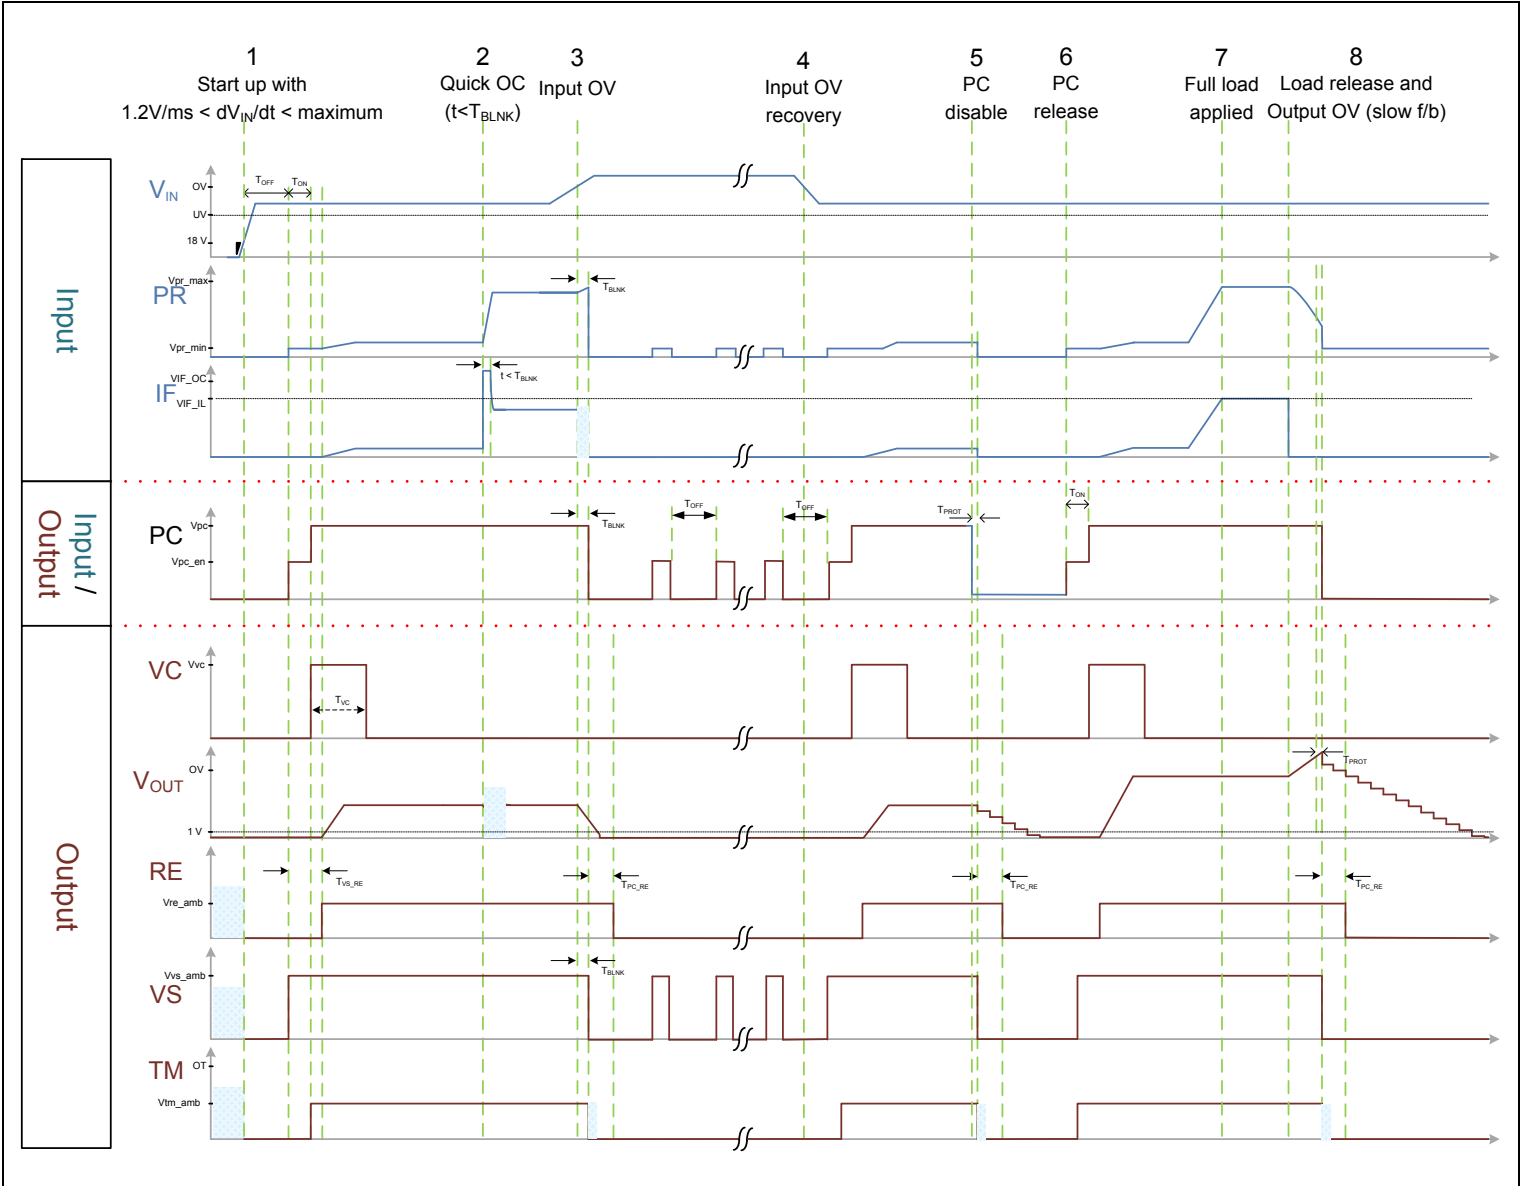 1
Start up with
1.2V/ms < dVIN/dt < maximum
2
Quick OC
(t<TBLNK)
3
Input OV
4
Input OV
recovery
5
PC
disable
6
PC
release
7
Full load
applied
8
Load release and
Output OV (slow f/b)
Input
VIN
OV
UV
18 V
TOFF
TON
PR
Vpr_max
Vpr_min
TBLNK
IF
VIF_OC
VIF_IL
t < TBLNK
Input /
Output
PC
Vpc
Vpc_en
TBLNK
TOFF
TOFF
TPROT
TON
Output
VC
Vvc
TVC
VOUT
OV
1 V
TPROT
RE
Vre_amb
TVS_RE
TPC_RE
TPC_RE
TPC_RE
VS
Vvs_amb
TBLNK
TM
OT
Vtm_amb